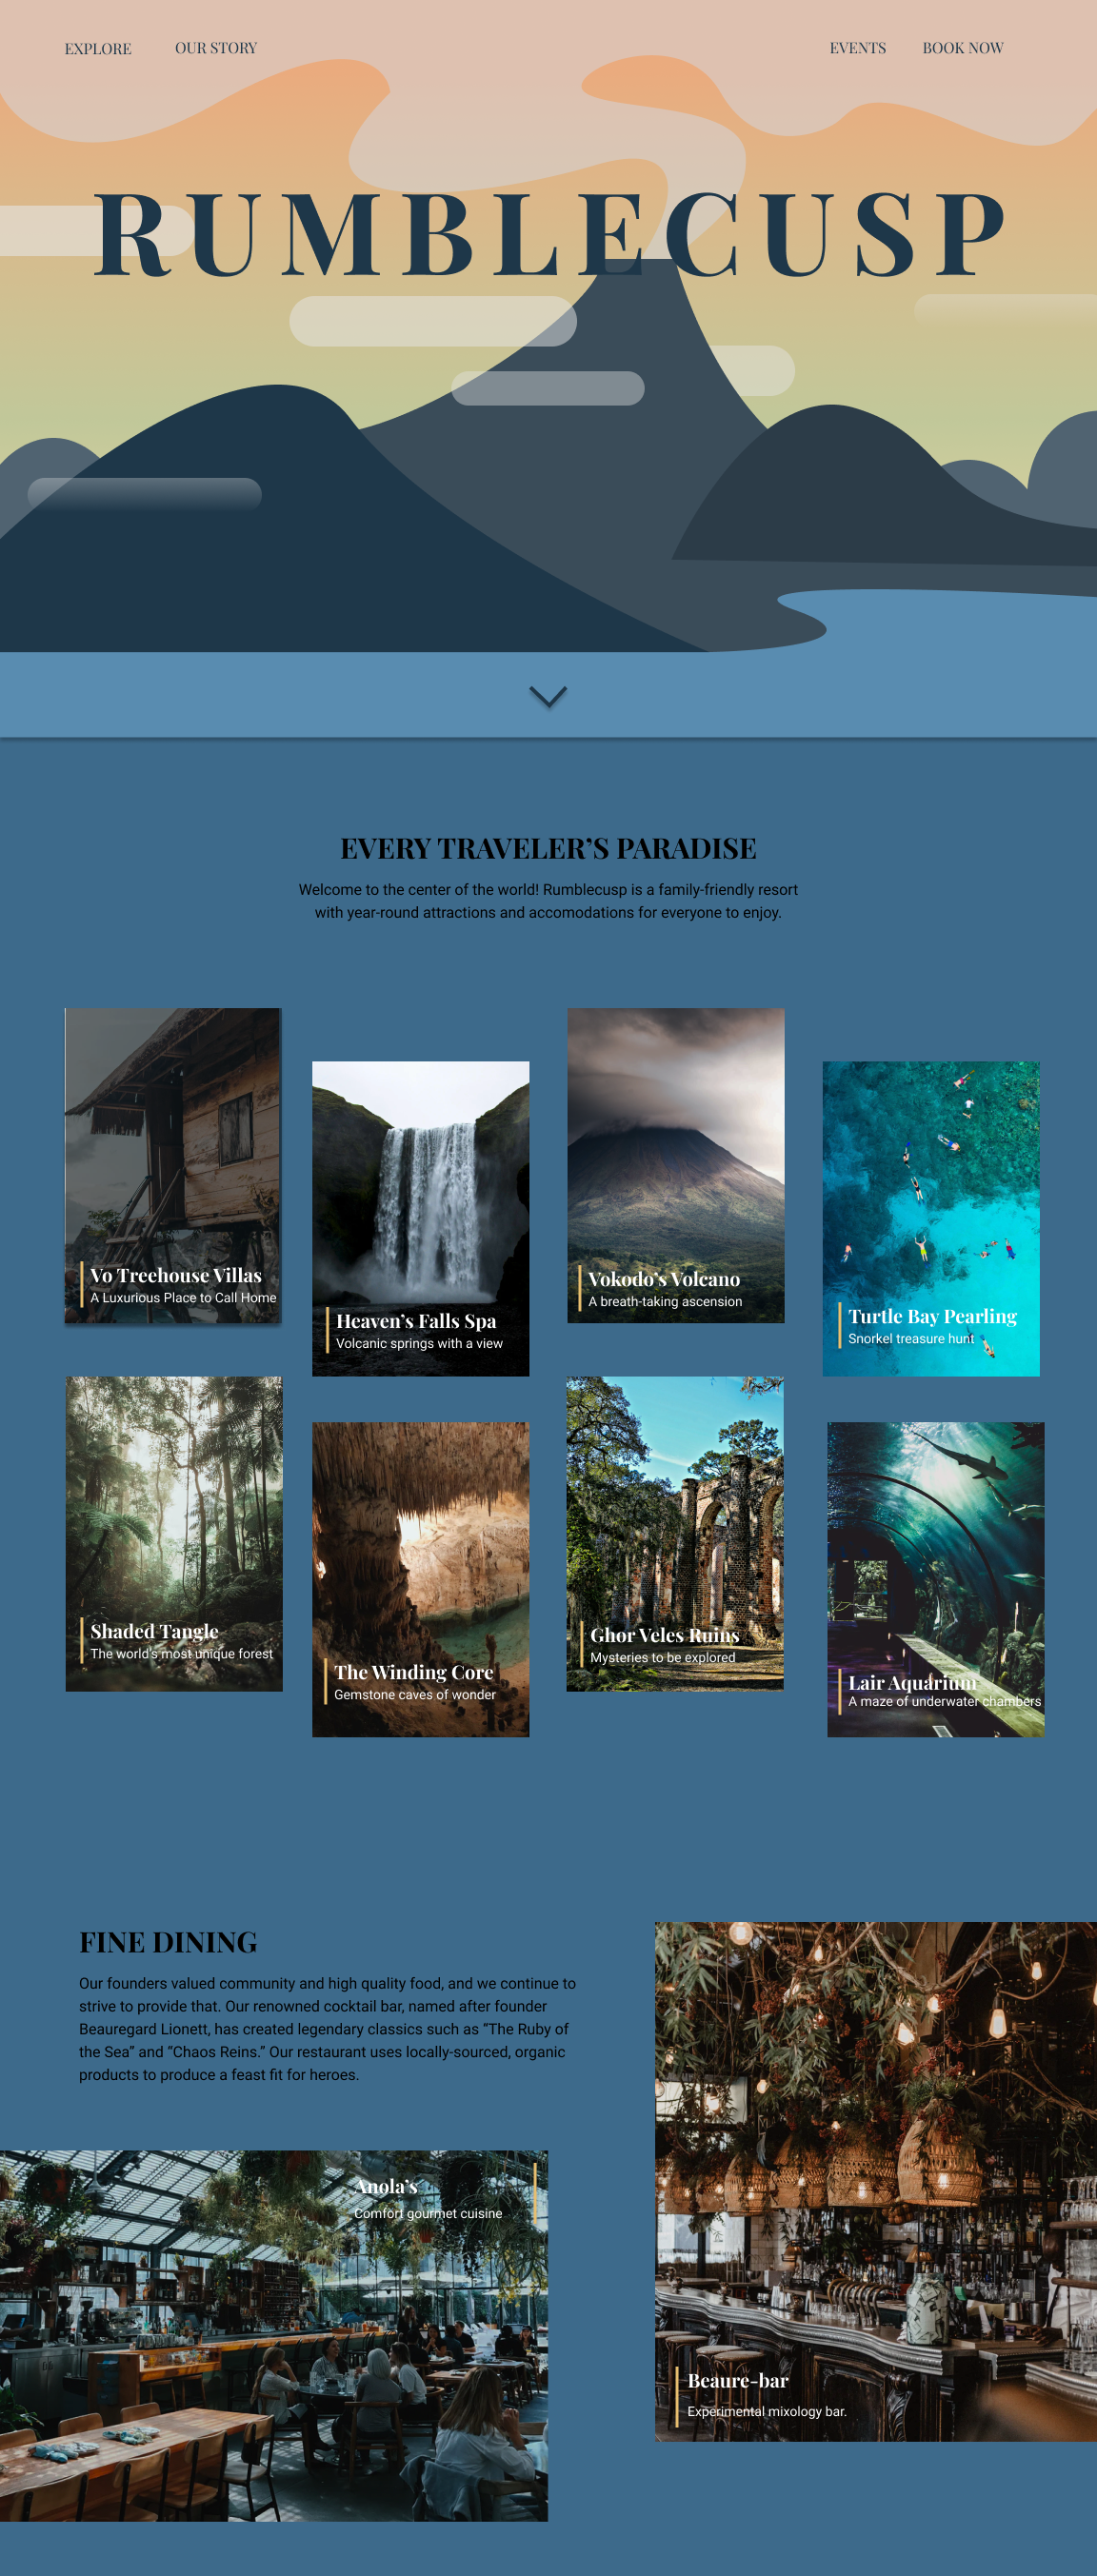 EXPLORE
OUR STORY
EVENTS
BOOK NOW
RUMBLECUSP
EVERY TRAVELER’S PARADISE
Welcome to the center of the world! Rumblecusp is a family-friendly resort
with year-round attractions and accomodations for everyone to enjoy.
Vo Treehouse Villas
A Luxurious Place to Call Home
Heaven’s Falls Spa
Volcanic springs with a view
Vokodo’s Volcano
A breath-taking ascension
Turtle Bay Pearling
Snorkel treasure hunt
Shaded Tangle
The world’s most unique forest
The Winding Core
Gemstone caves of wonder
Ghor Veles Ruins
Mysteries to be explored
Lair Aquarium
A maze of underwater chambers
FINE DINING
Our founders valued community and high quality food, and we continue to
strive to provide that. Our renowned cocktail bar, named after founder
Beauregard Lionett, has created legendary classics such as “The Ruby of
the Sea” and “Chaos Reins.” Our restaurant uses locally-sourced, organic
products to produce a feast fit for heroes.
Anola’s
Comfort gourmet cuisine
Beaure-bar
Experimental mixology bar.